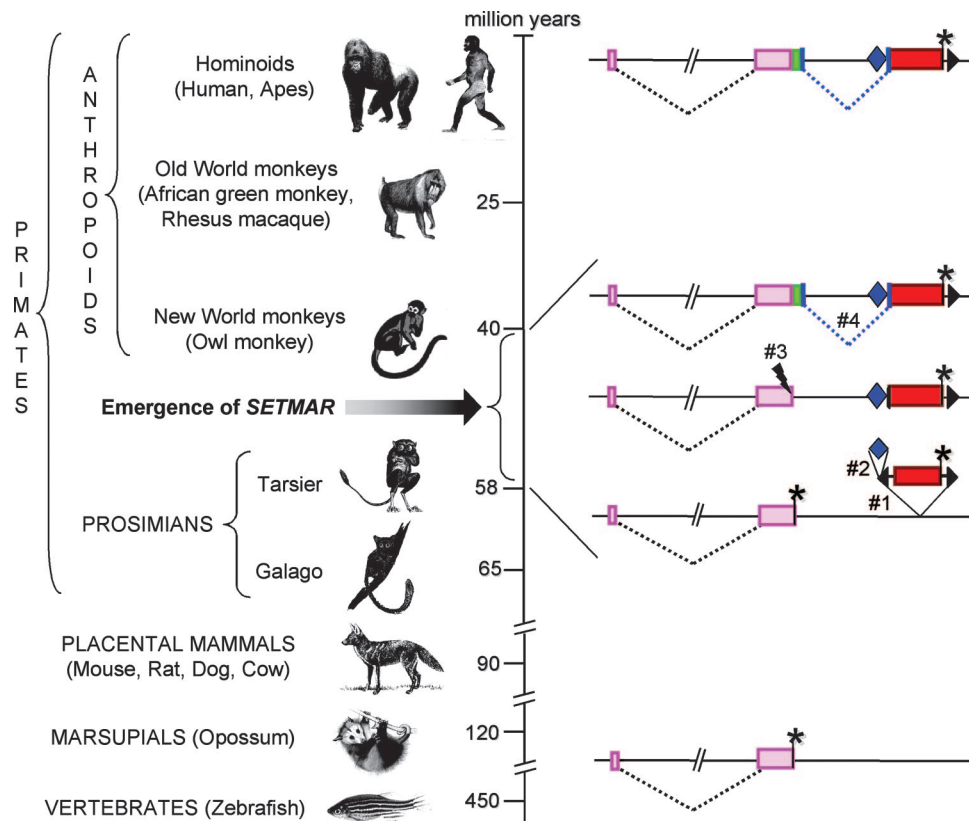 million years
PRIMATES
ANTHROPOIDS
Hominoids
(Human, Apes)
Old World monkeys
(African green monkey,
Rhesus macaque)
25
New World monkeys
(Owl monkey)
40
Emergence of SETMAR
PROSIMIANS
Tarsier
58
Galago
65
PLACENTAL MAMMALS
(Mouse, Rat, Dog, Cow)
90
MARSUPIALS (Opossum)
120
VERTEBRATES (Zebrafish)
450
*
*
#4
#3
*
#2
*
#1
*
*